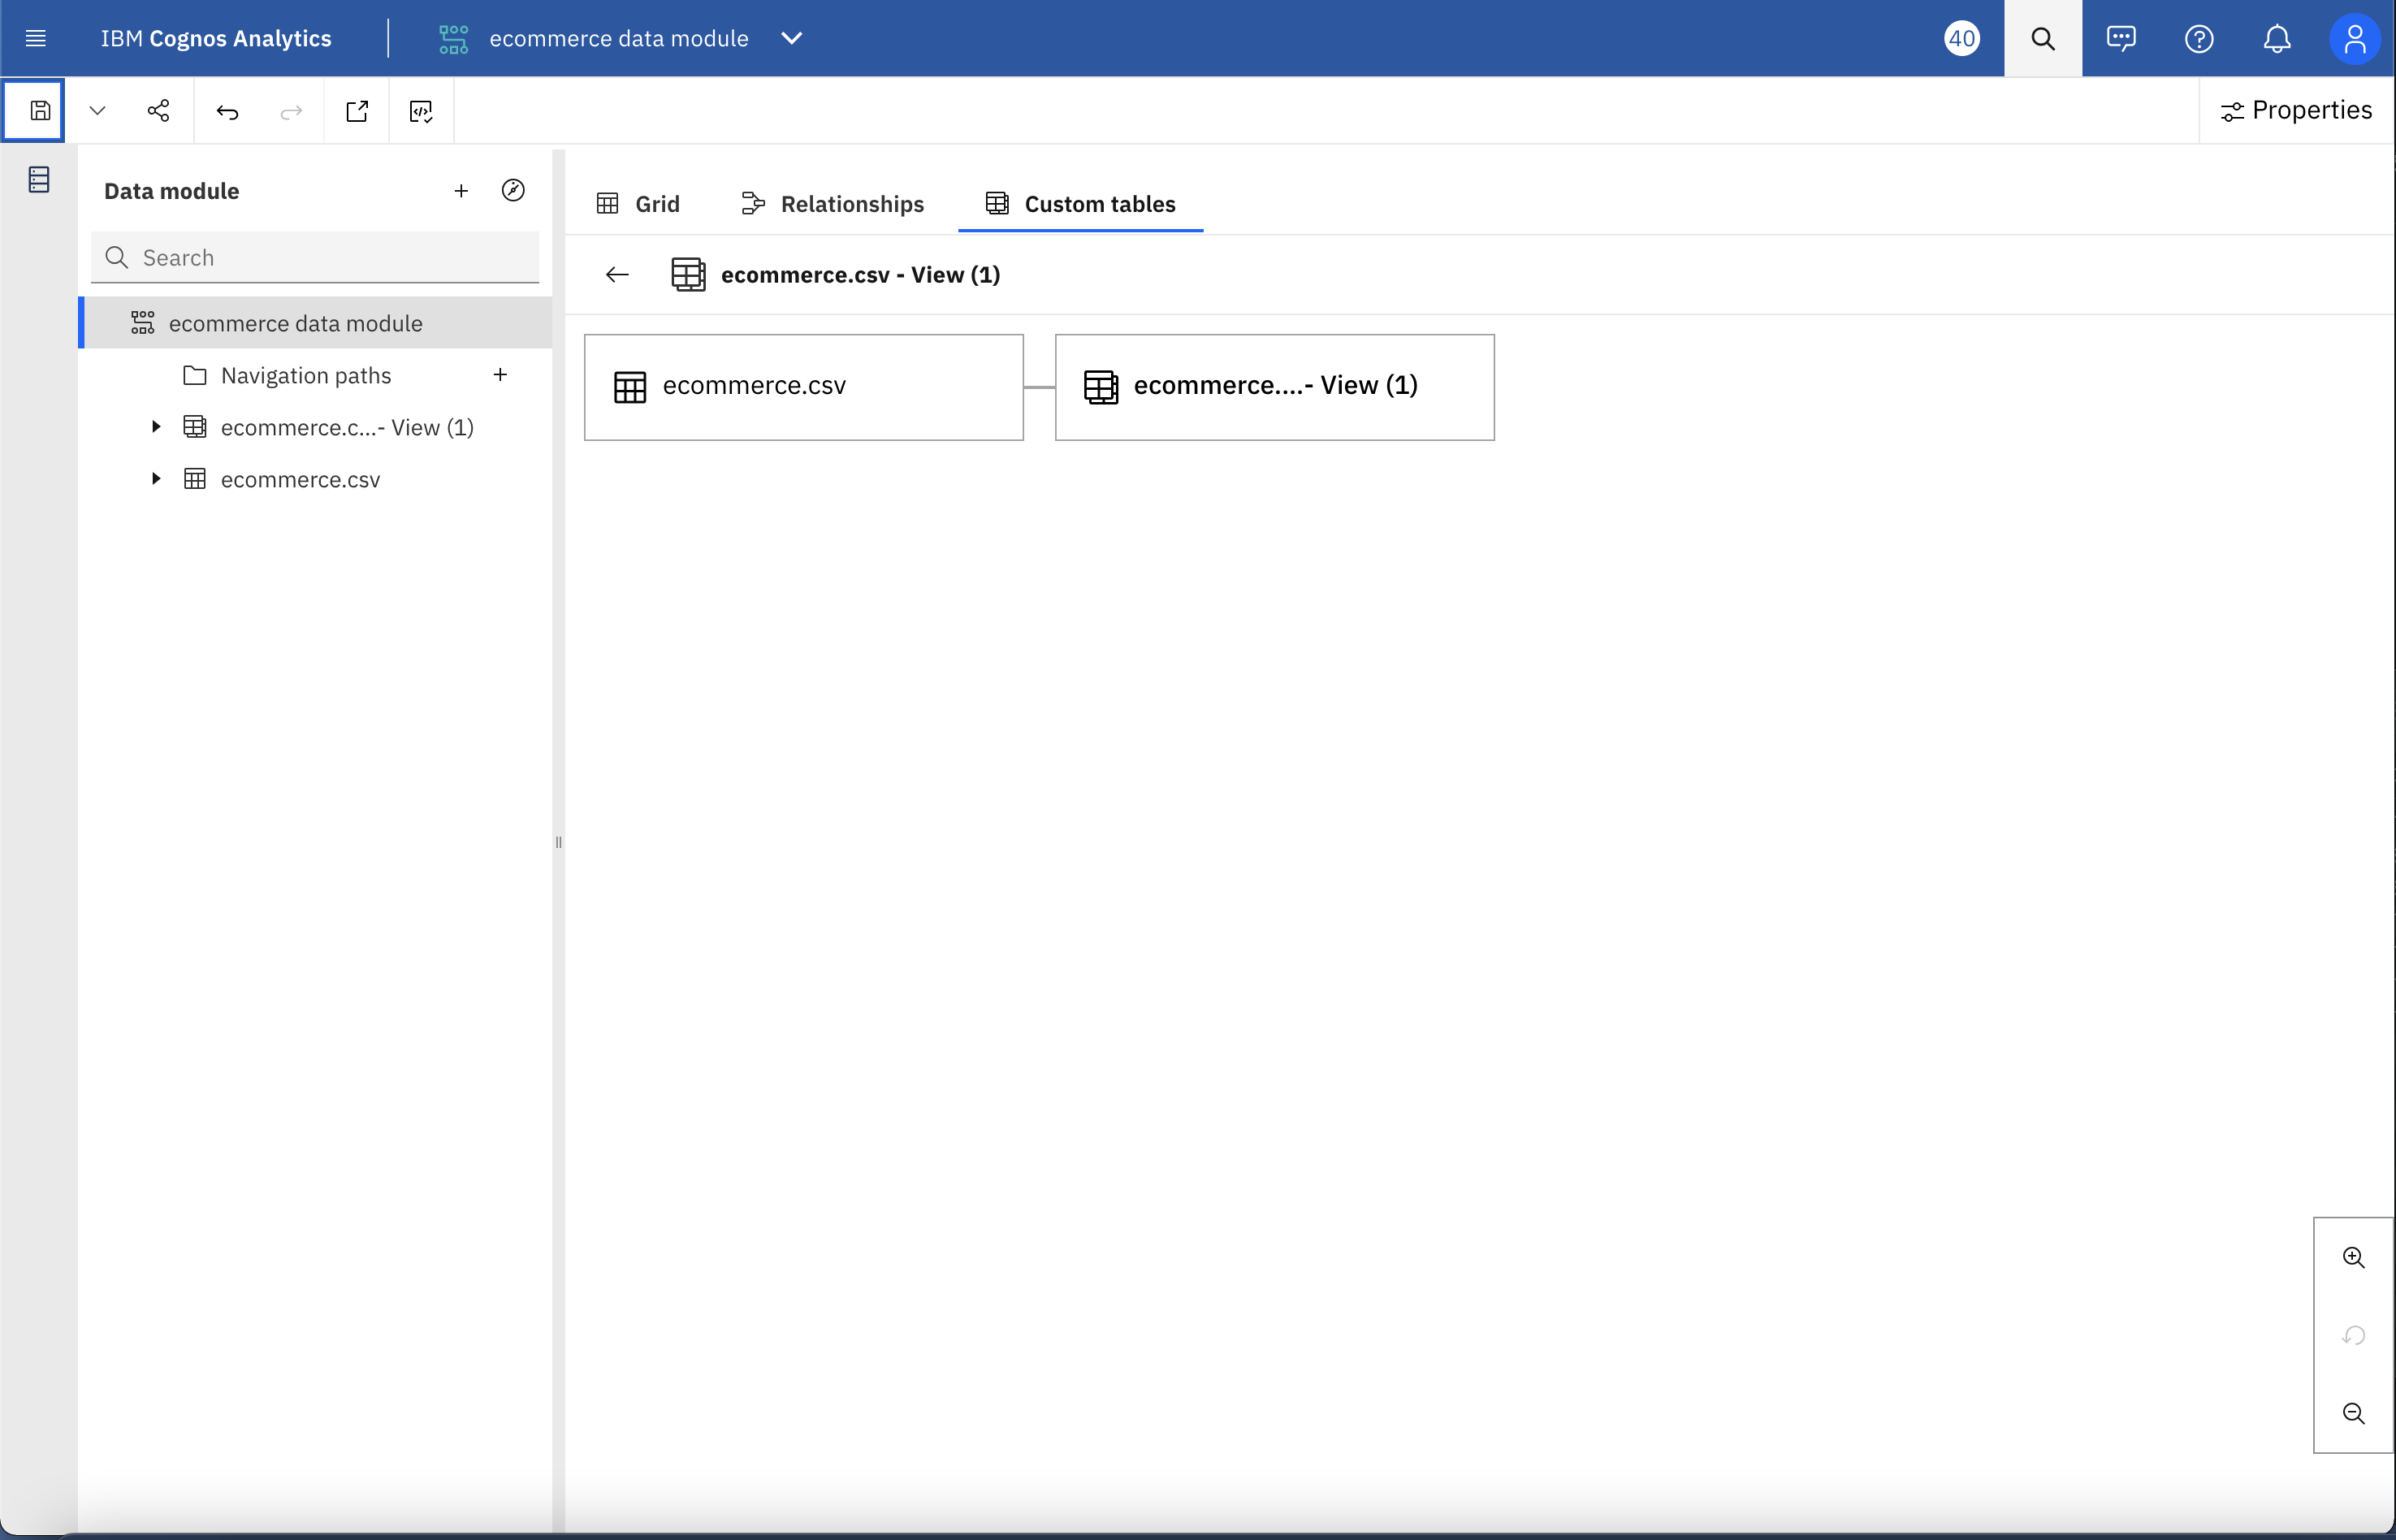 IBM Cognos Analytics
ecommerce data module
40
Properties
Data module
Search
ecommerce data module
Navigation paths
ecommerce.c...- View (1)
ecommerce.csv
Grid
Relationships
Custom tables
ecommerce.csv - View (1)
ecommerce.csv
ecommerce....- View (1)